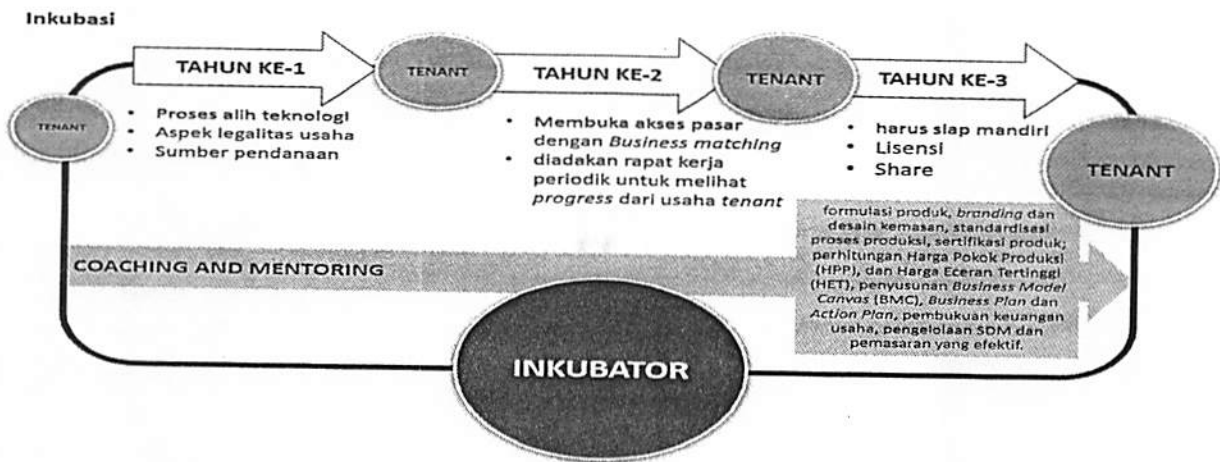 Inkubasi
TENANT
TAHUN KE-1
• Proses alih teknologi
• Aspek legalitas usaha
• Sumber pendanaan
TENANT
TAHUN KE-2
• Membuka akses pasar
dengan Business matching
• diadakan rapat kerja
periodik untuk melihat
progress dari usaha tenant
TENANT
TAHUN KE-3
• harus siap mandiri
• Lisensi
• Share
TENANT
COACHING AND MENTORING
formulasi produk, branding dan
desain kemasan, standardisasi
proses produksi, sertifikasi produk;
perhitungan Harga Pokok Produksi
(HPP), dan Harga Eceran Tertinggi
(HET), penyusunan Business Model
Canvas (BMC), Business Plan dan
Action Plan, pembukuan keuangan
usaha, pengelolaan SDM dan
pemasaran yang efektif.
INKUBATOR